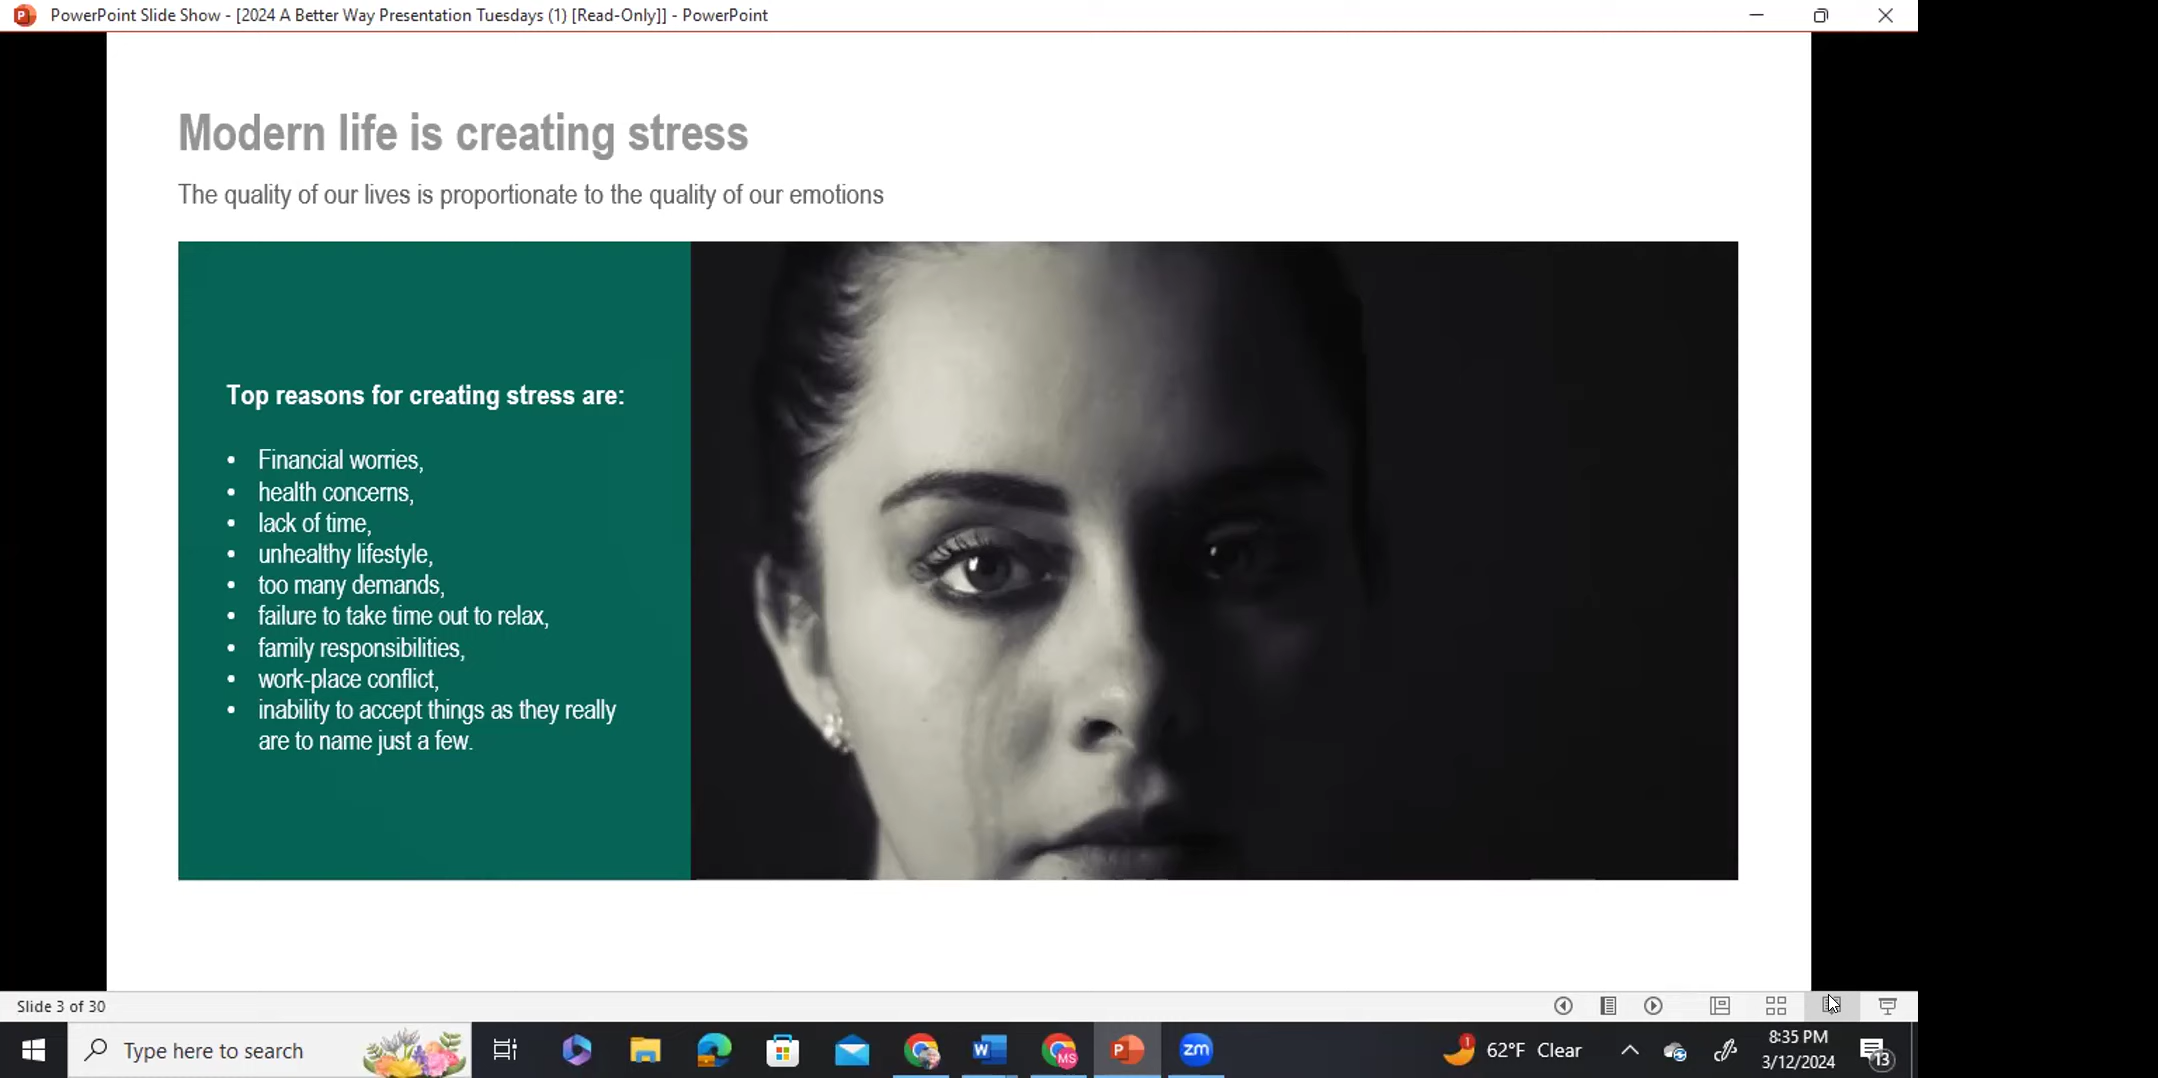 PowerPoint Slide Show - [2024 A Better Way Presentation Tuesdays (1) [Read-Only]] - PowerPoint
Modern life is creating stress
The quality of our lives is proportionate to the quality of our emotions
Top reasons for creating stress are:
• Financial worries,
• health concerns,
• lack of time,
• unhealthy lifestyle,
• too many demands,
• failure to take time out to relax,
• family responsibilities,
• work-place conflict,
• inability to accept things as they really
are to name just a few.
Slide 3 of 30
Type here to search
W
MS
P
zm
1
62°F Clear
8:35 PM
3/12/2024
13